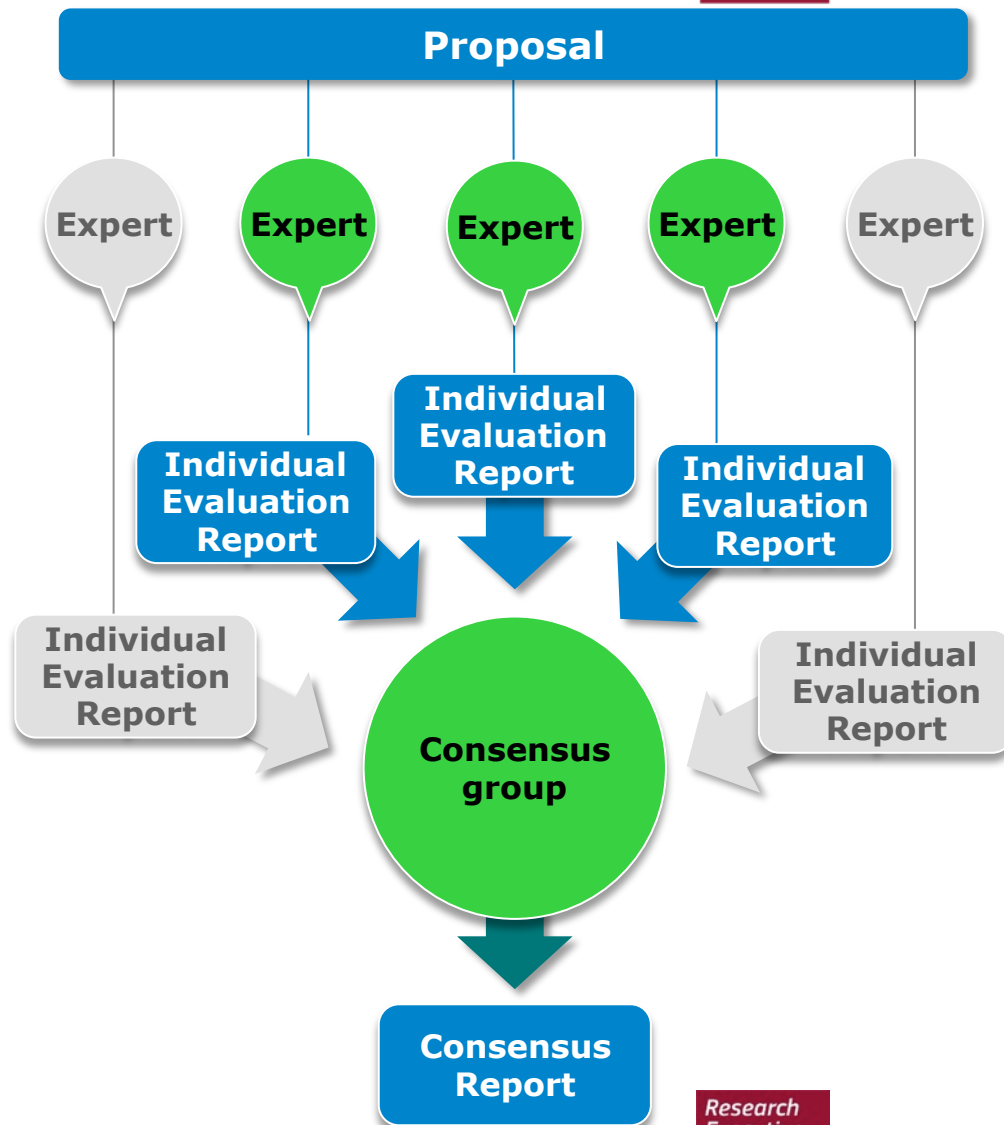 Proposal
Expert
Expert
Expert
Expert
Expert
Individual
Evaluation
Report
Individual
Evaluation
Report
Individual
Evaluation
Report
Individual
Evaluation
Report
Individual
Evaluation
Report
Consensus
group
Consensus
Report
Research